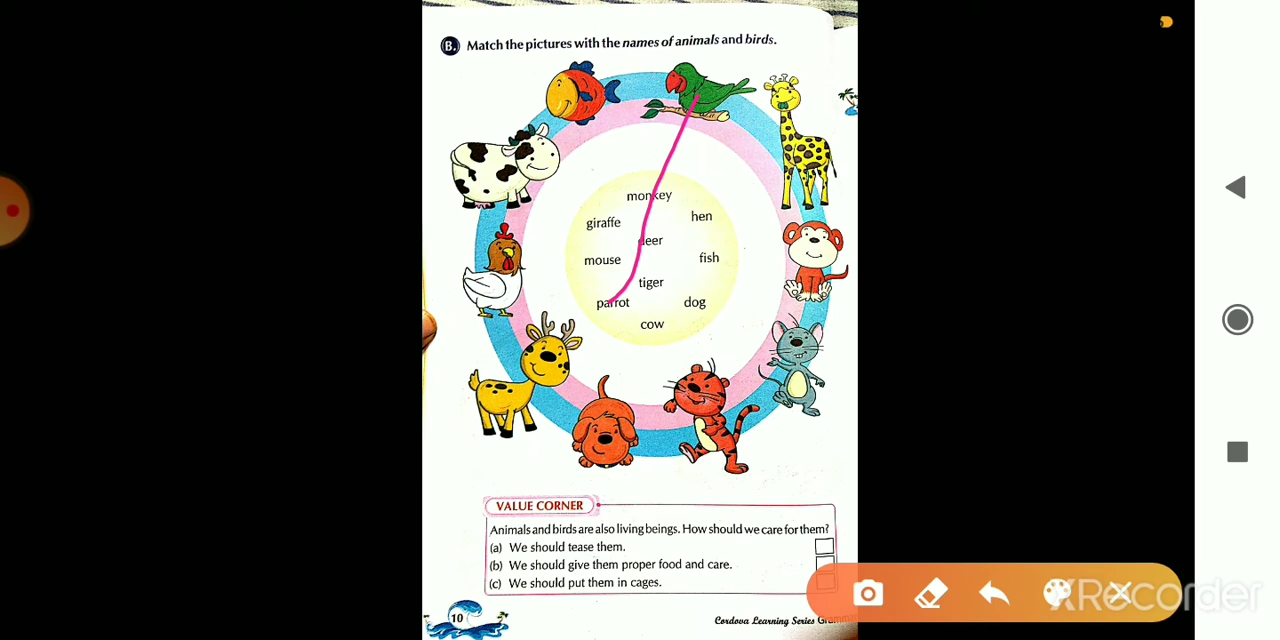 B. Match the pictures with the names of animals and birds.
monkey
giraffe hen
deer
mouse fish
tiger
parrot dog
cow
VALUE CORNER
Animals and birds are also living beings. How should we care for them?
(a) We should tease them.
(b) We should give them proper food and care.
(c) We should put them in cages.
10
Cordova Learning Series
XRecorder